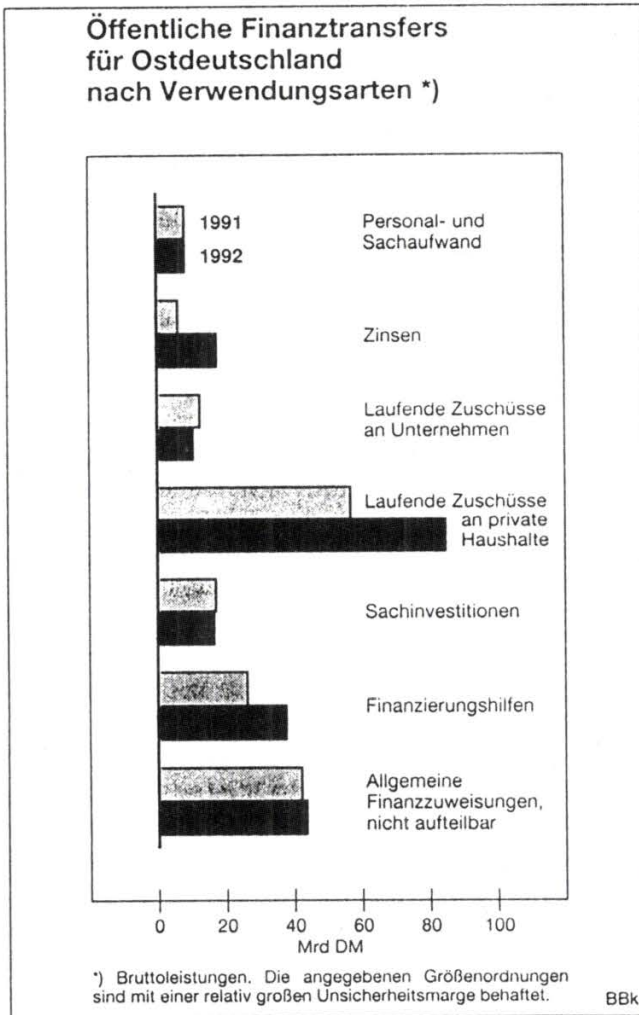 Öffentliche Finanztransfers
für Ostdeutschland
nach Verwendungsarten *)
1991
1992
Personal- und
Sachaufwand
Zinsen
Laufende Zuschüsse
an Unternehmen
Laufende Zuschüsse
an private
Haushalte
Sachinvestitionen
Finanzierungshilfen
Allgemeine
Finanzzuweisungen,
nicht aufteilbar
0 20 40 60 80 100
Mrd DM
*) Bruttoleistungen. Die angegebenen Größenordnungen
sind mit einer relativ großen Unsicherheitsmarge behaftet.
BBk